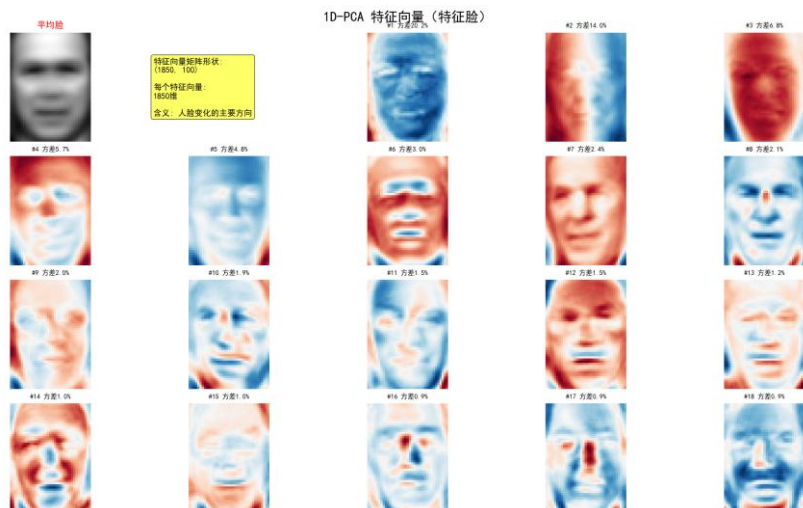 1D-PCA 特征向量（特征脸）
平均脸
特征向量矩阵形状:
(1850, 100)
每个特征向量:
1850维
含义: 人脸变化的主要方向
#1 方差20.2%
#2 方差14.0%
#3 方差6.8%
#4 方差5.7%
#5 方差4.8%
#6 方差3.0%
#7 方差2.4%
#8 方差2.1%
#9 方差2.0%
#10 方差1.9%
#11 方差1.5%
#12 方差1.5%
#13 方差1.2%
#14 方差1.0%
#15 方差1.0%
#16 方差0.9%
#17 方差0.9%
#18 方差0.9%